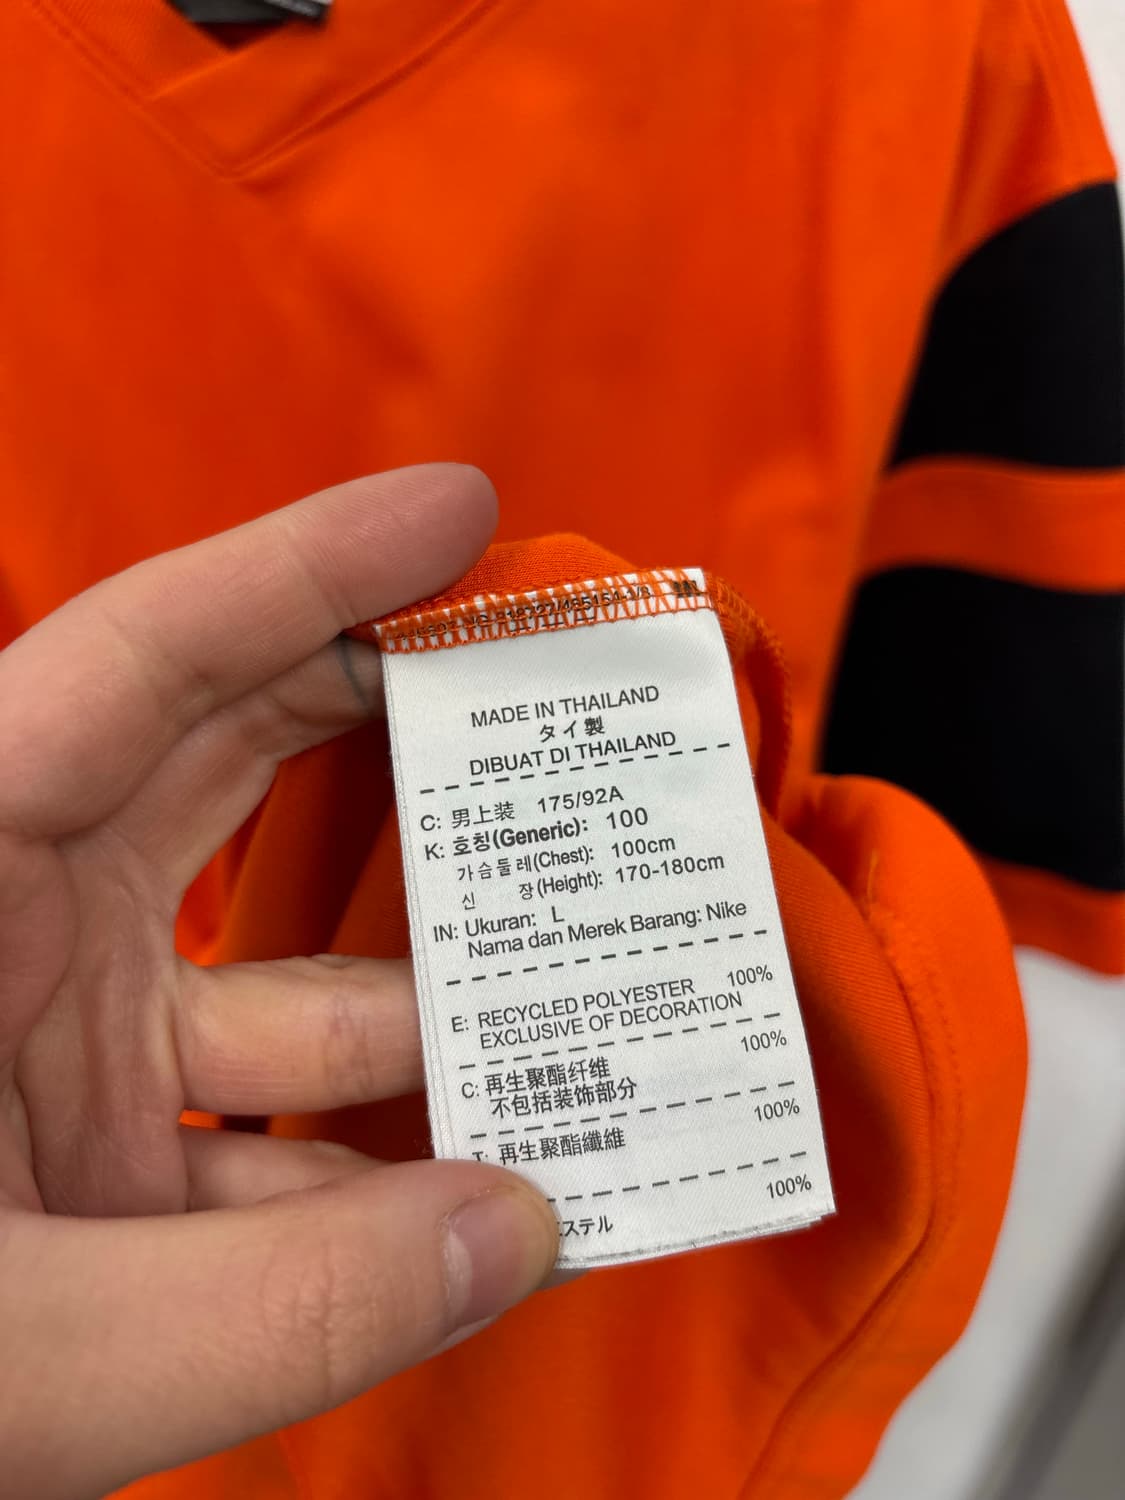 MADE IN THAILAND
タイ製
DIBUAT DI THAILAND
C: 男上装 175/92A
K: 호칭(Generic): 100
가슴둘레(Chest): 100cm
신 장(Height): 170-180cm
IN: Ukuran: L
Nama dan Merek Barang: Nike
E: RECYCLED POLYESTER 100%
EXCLUSIVE OF DECORATION
C: 再生聚酯纤维 100%
不包括装饰部分
T: 再生聚酯纖維 100%
ステル 100%